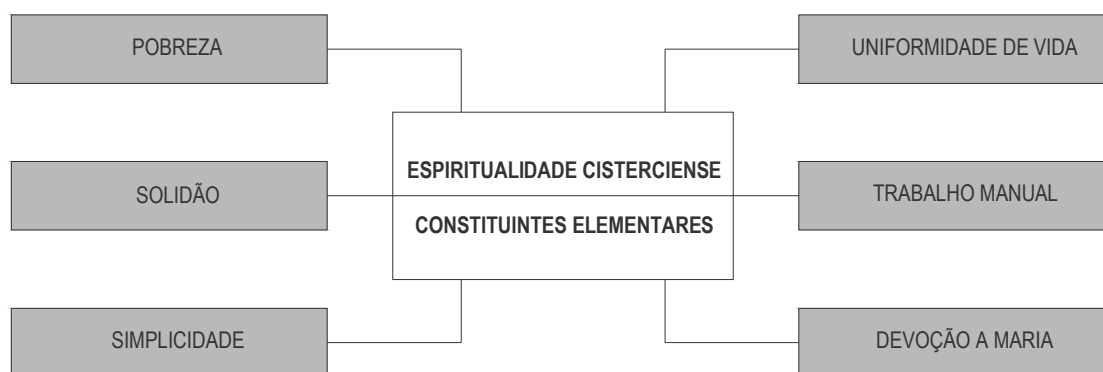 POBREZA
UNIFORMIDADE DE VIDA
ESPIRITUALIDADE CISTERCIENSE
SOLIDÃO
TRABALHO MANUAL
CONSTITUINTES ELEMENTARES
SIMPLICIDADE
DEVOÇÃO A MARIA